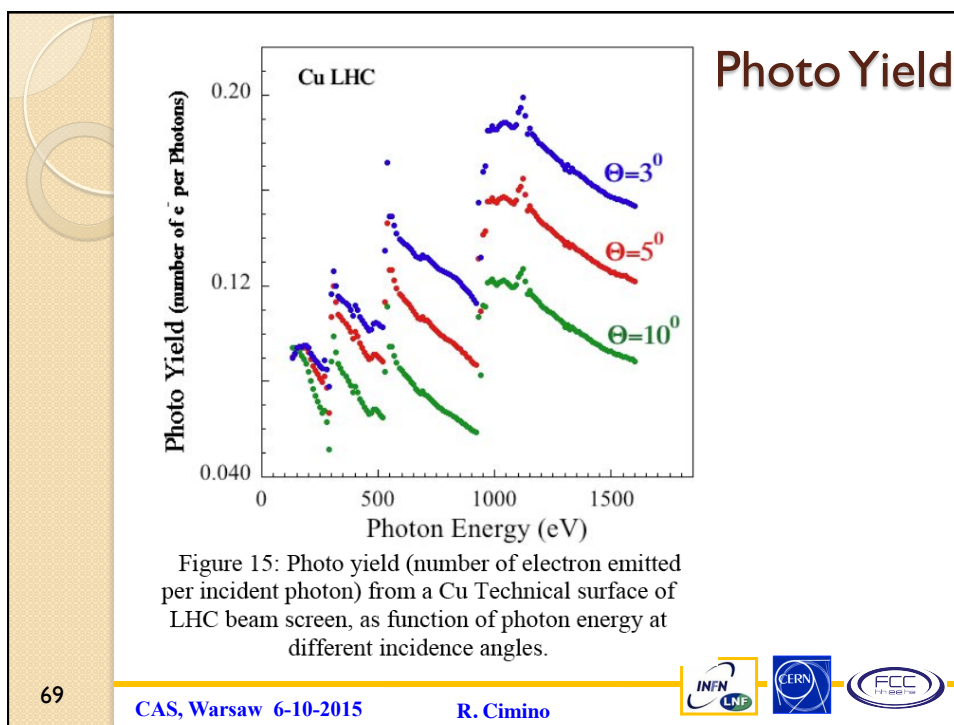 Photo Yield
Cu LHC
Photo Yield (number of e- per Photons)
0.20
0.12
0.040
Θ=3⁰
Θ=5⁰
Θ=10⁰
0
500
1000
1500
Photon Energy (eV)
Figure 15: Photo yield (number of electron emitted
per incident photon) from a Cu Technical surface of
LHC beam screen, as function of photon energy at
different incidence angles.
69
CAS, Warsaw 6-10-2015
R. Cimino
INFN
LNF
CERN
FCC
hh ee he